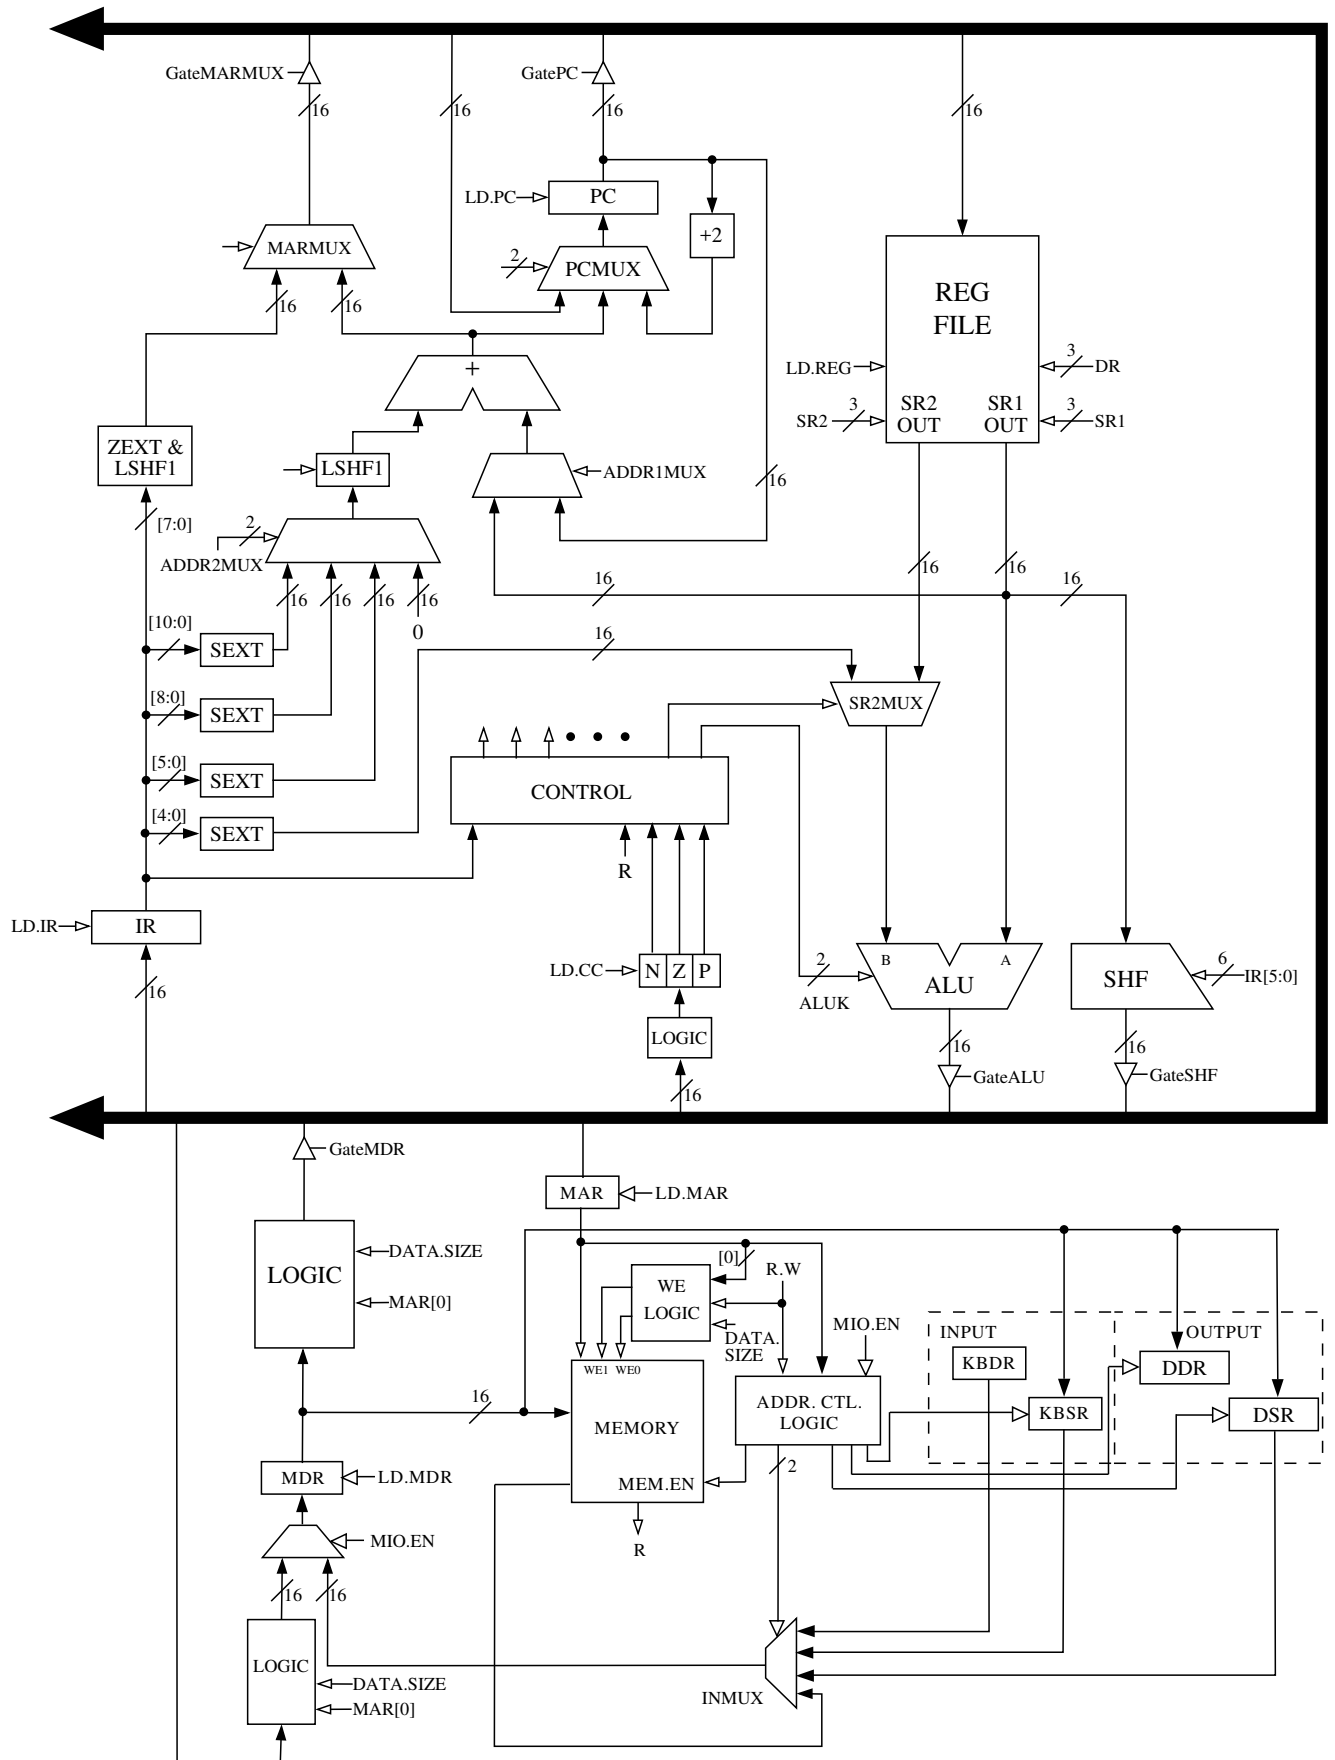 GateMARMUX
GatePC
16
16
16
16
LD.PC
PC
+2
MARMUX
2
PCMUX
16
16
16
REG
FILE
+
LD.REG
3
DR
SR2
3
SR2
OUT
SR1
OUT
3
SR1
ZEXT &
LSHF1
LSHF1
ADDR1MUX
16
[7:0]
2
ADDR2MUX
16
16
16
16
0
16
16
16
16
[10:0]
SEXT
16
[8:0]
SEXT
SR2MUX
[5:0]
SEXT
CONTROL
[4:0]
SEXT
R
LD.IR
IR
LD.CC
N
Z
P
2
ALUK
B
A
ALU
SHF
6
IR[5:0]
16
LOGIC
16
16
16
GateALU
GateSHF
GateMDR
MAR
LD.MAR
LOGIC
DATA.SIZE
MAR[0]
[0]
R.W
WE
LOGIC
DATA.
SIZE
MIO.EN
INPUT
OUTPUT
KBDR
DDR
WE1
WE0
16
MEMORY
ADDR. CTL.
LOGIC
KBSR
DSR
MDR
LD.MDR
MEM.EN
2
MIO.EN
R
16
16
LOGIC
DATA.SIZE
MAR[0]
INMUX